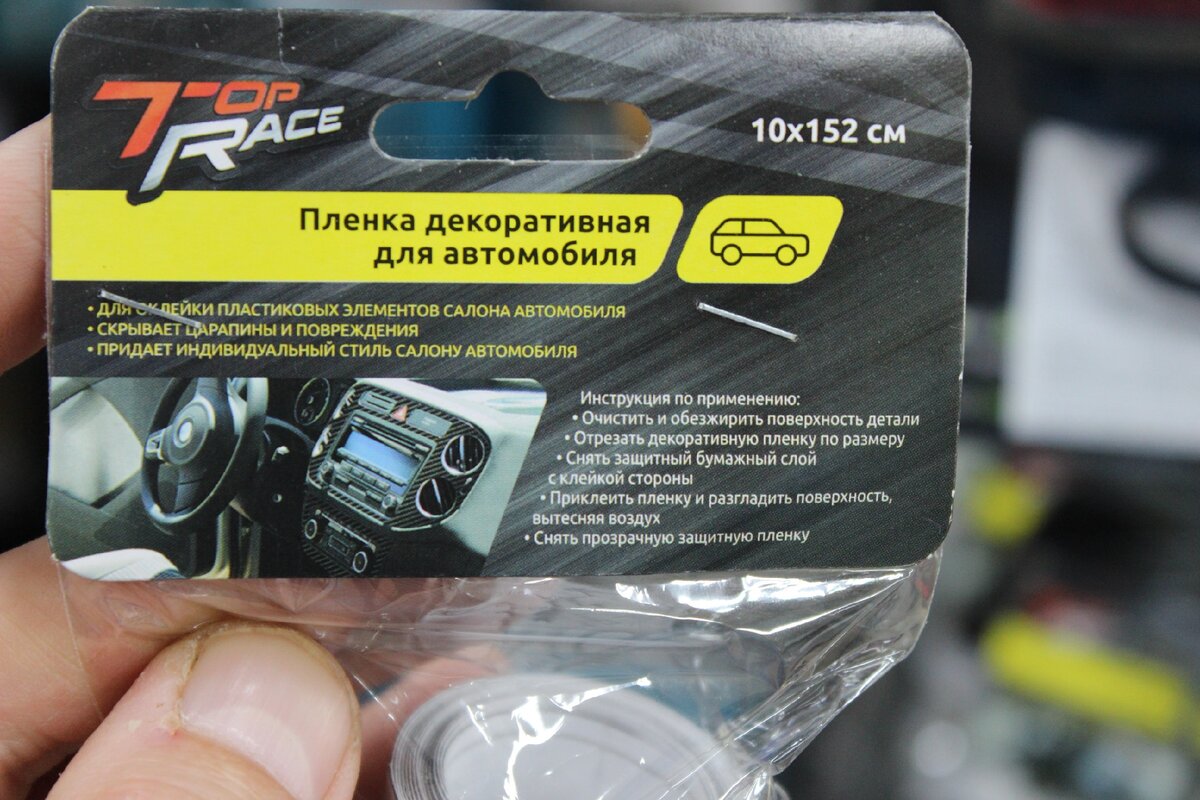 TOP
RACE
10x152 см
Пленка декоративная
для автомобиля
• ДЛЯ ОКЛЕЙКИ ПЛАСТИКОВЫХ ЭЛЕМЕНТОВ САЛОНА АВТОМОБИЛЯ
• СКРЫВАЕТ ЦАРАПИНЫ И ПОВРЕЖДЕНИЯ
• ПРИДАЕТ ИНДИВИДУАЛЬНЫЙ СТИЛЬ САЛОНУ АВТОМОБИЛЯ
Инструкция по применению:
• Очистить и обезжирить поверхность детали
• Отрезать декоративную пленку по размеру
• Снять защитный бумажный слой
с клейкой стороны
• Приклеить пленку и разгладить поверхность,
вытесняя воздух
• Снять прозрачную защитную пленку